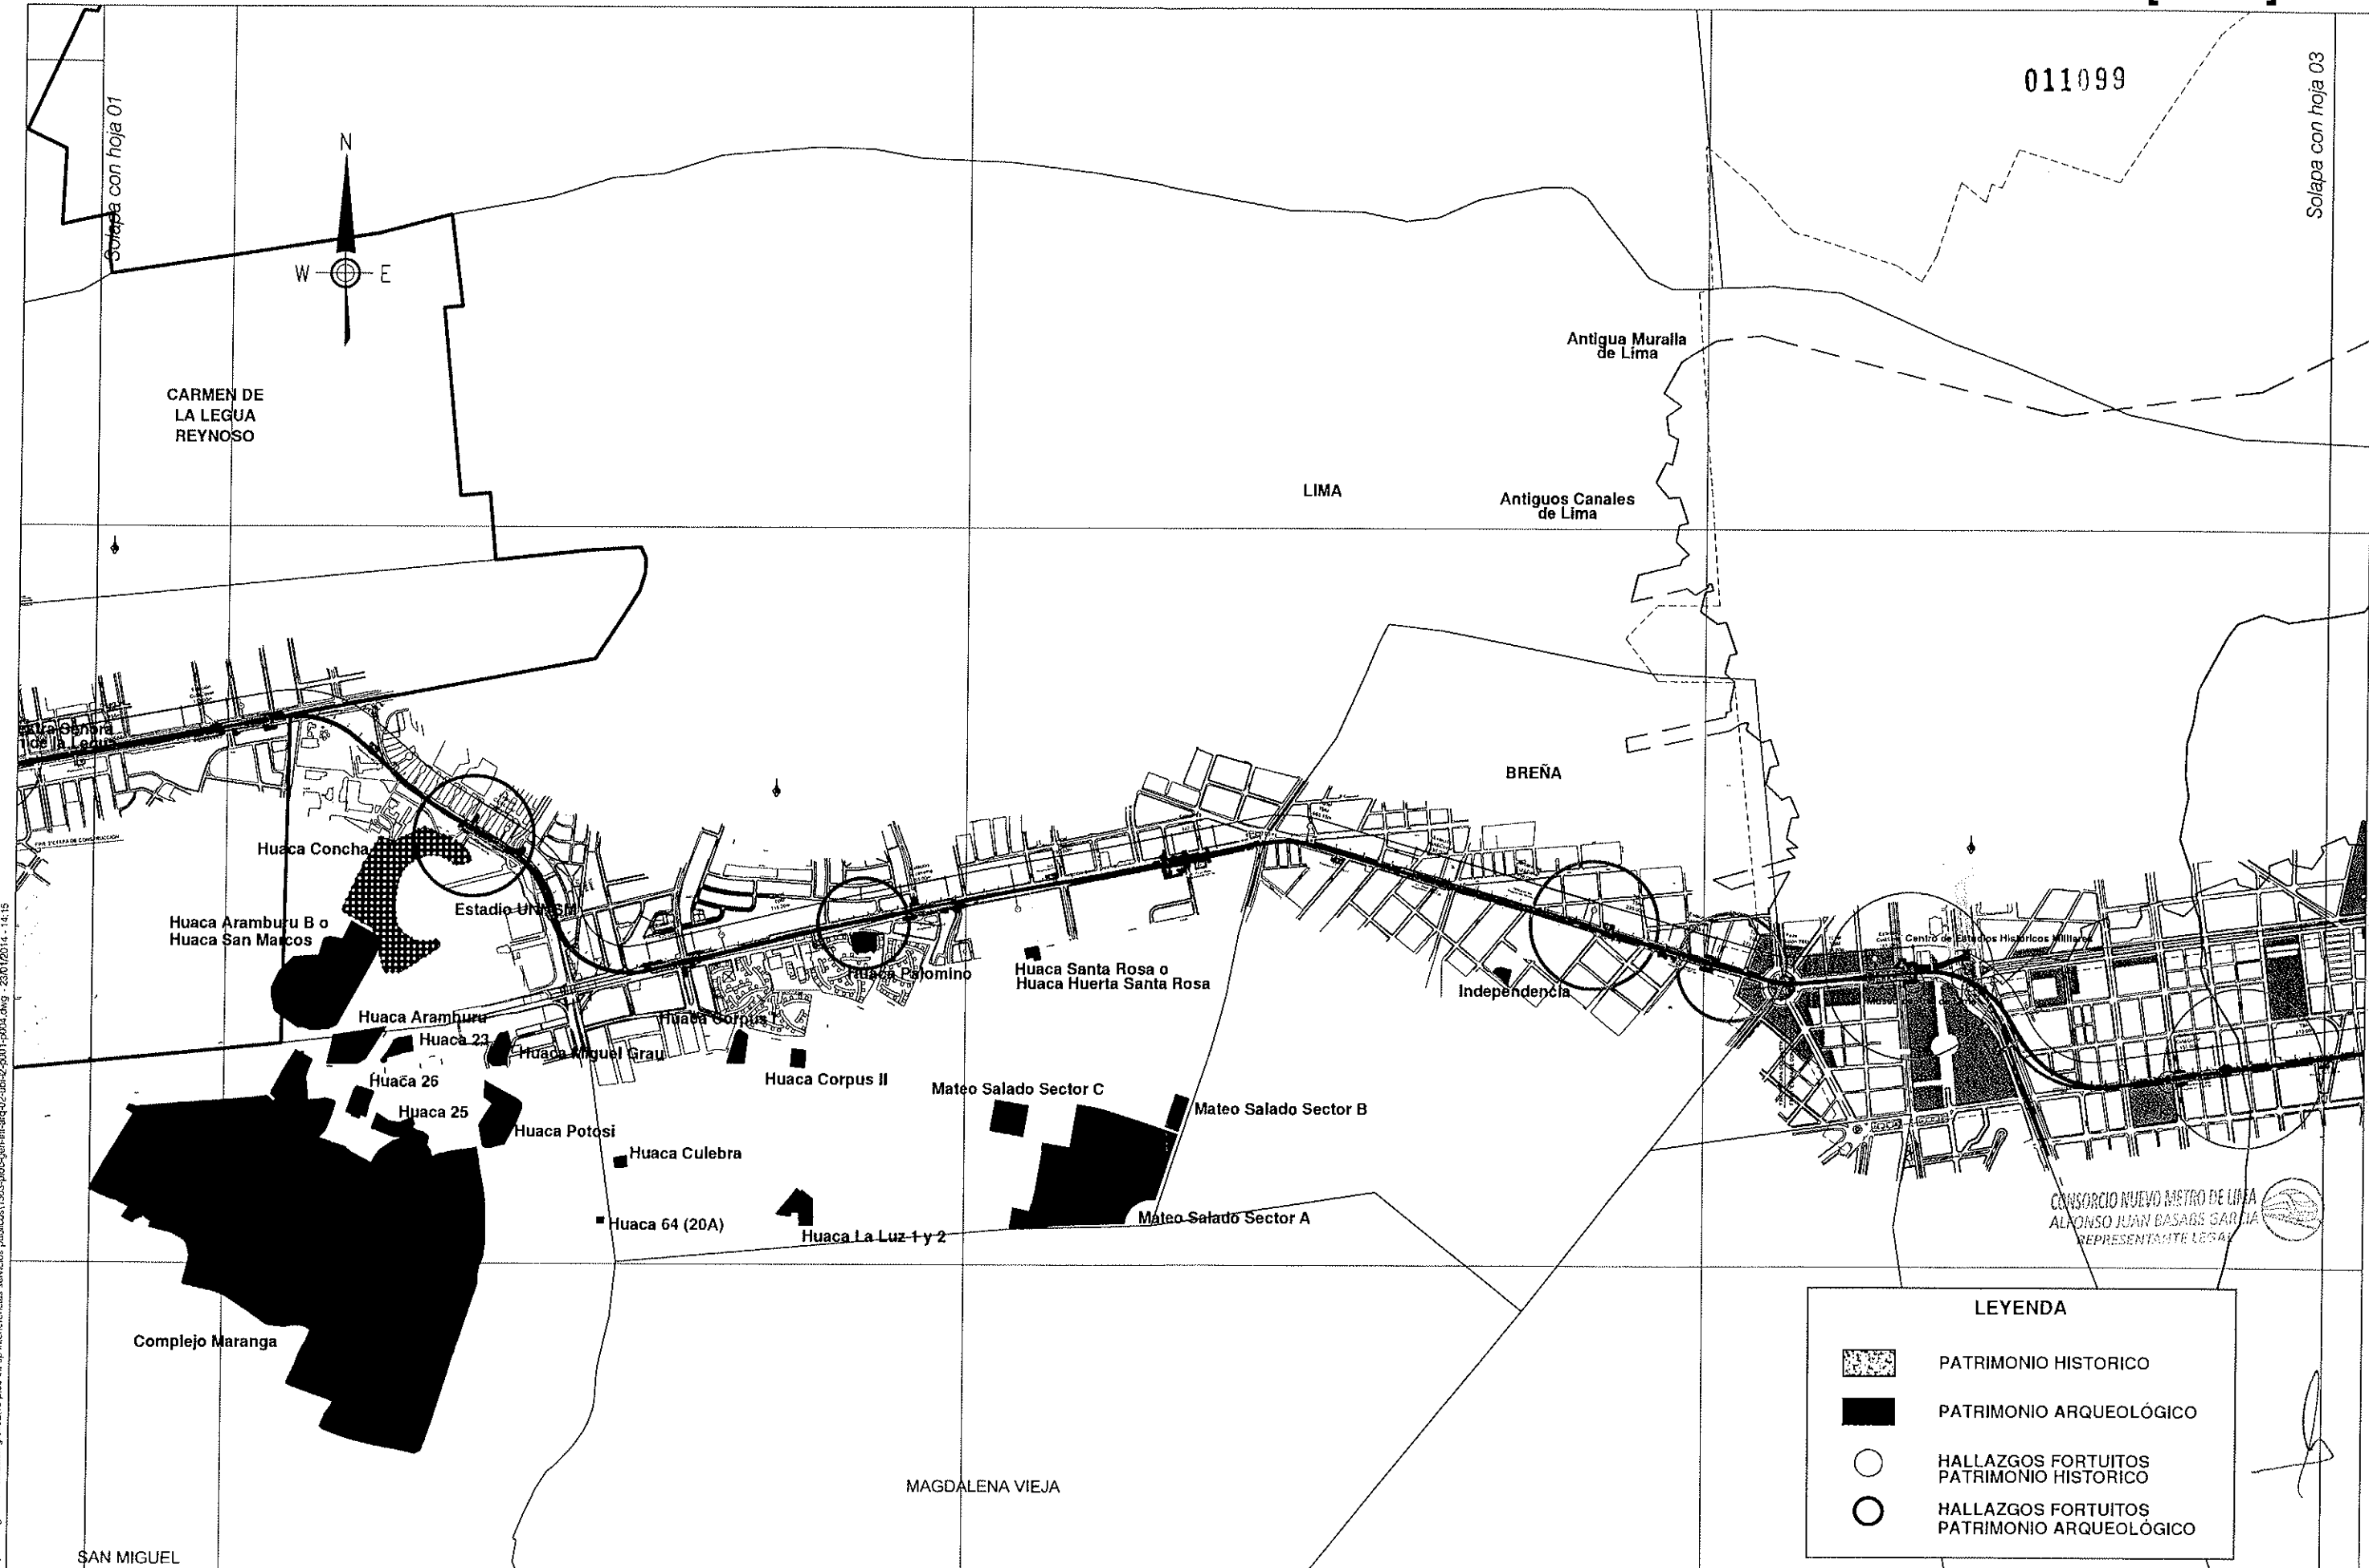 011099
Solapa con hoja 01
Solapa con hoja 03
N
W
E
CARMEN DE
LA LEGUA
REYNOSO
Antigua Muralla
de Lima
LIMA
Antiguos Canales
de Lima
BREÑA
Huaca Concha
Estadio UNMSM
Huaca Aramburu B o
Huaca San Marcos
Huaca Palomino
Huaca Santa Rosa o
Huaca Huerta Santa Rosa
Independencia
Centro de Estudios Históricos Militares
Huaca Aramburu
Huaca 23
Huaca Miguel Grau
Huaca Corpus I
Huaca Corpus II
Huaca 26
Huaca 25
Huaca Potosi
Mateo Salado Sector C
Mateo Salado Sector B
Huaca Culebra
Huaca 64 (20A)
Huaca La Luz 1 y 2
Mateo Salado Sector A
Complejo Maranga
MAGDALENA VIEJA
SAN MIGUEL
CONSORCIO NUEVO METRO DE LIMA
ALFONSO JUAN BASABE GARCIA
REPRESENTANTE LEGAL
LEYENDA
PATRIMONIO HISTORICO
PATRIMONIO ARQUEOLÓGICO
HALLAZGOS FORTUITOS
PATRIMONIO HISTORICO
HALLAZGOS FORTUITOS
PATRIMONIO ARQUEOLÓGICO
23/01/2014 - 14:15